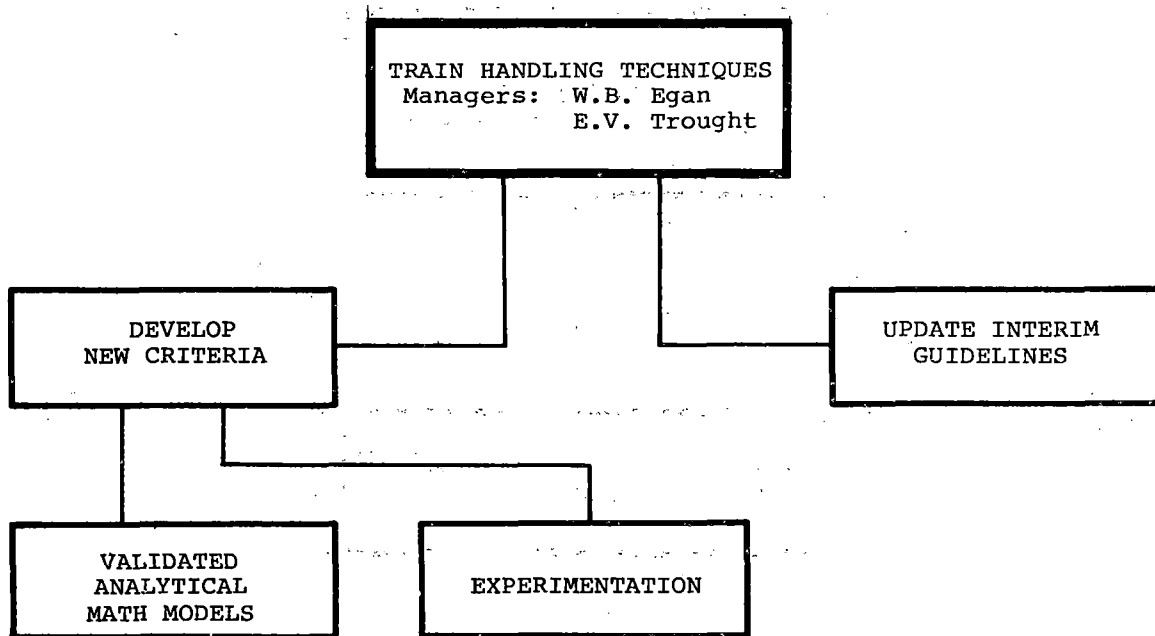 TRAIN HANDLING TECHNIQUES
Managers: W.B. Egan
E.V. Trought
DEVELOP
NEW CRITERIA
UPDATE INTERIM
GUIDELINES
VALIDATED
ANALYTICAL
MATH MODELS
EXPERIMENTATION